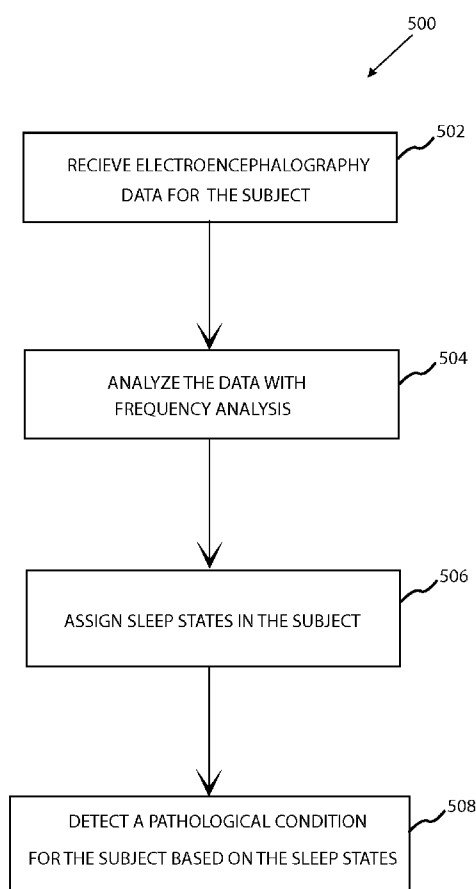 500
502
RECIEVE ELECTROENCEPHALOGRAPHY
DATA FOR THE SUBJECT
504
ANALYZE THE DATA WITH
FREQUENCY ANALYSIS
506
ASSIGN SLEEP STATES IN THE SUBJECT
508
DETECT A PATHOLOGICAL CONDITION
FOR THE SUBJECT BASED ON THE SLEEP STATES